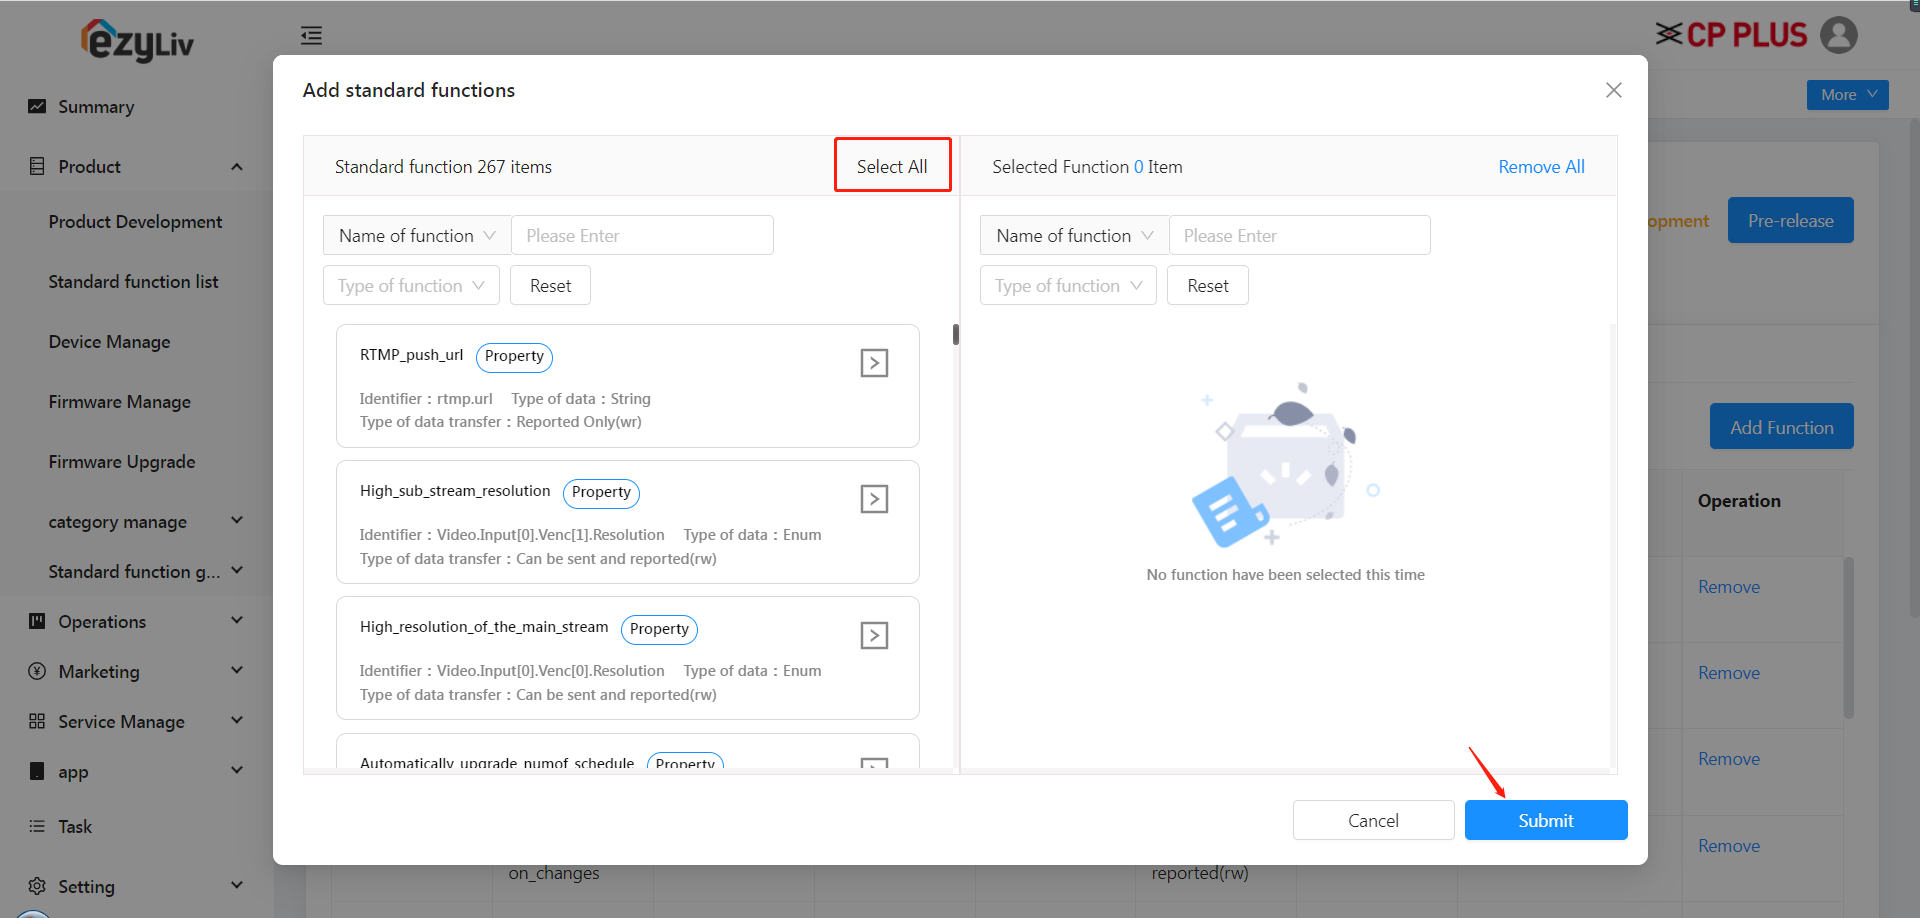 ezyLiv
CP PLUS
Summary
More
Product
Product Development
Standard function list
Device Manage
Firmware Manage
Firmware Upgrade
category manage
Standard function g...
Operations
Marketing
Service Manage
app
Task
Setting
Add standard functions
Standard function 267 items
Select All
Name of function
Please Enter
Type of function
Reset
RTMP_push_url
Property
Identifier : rtmp.url Type of data : String
Type of data transfer : Reported Only(wr)
High_sub_stream_resolution
Property
Identifier : Video.Input[0].Venc[1].Resolution Type of data : Enum
Type of data transfer : Can be sent and reported(rw)
High_resolution_of_the_main_stream
Property
Identifier : Video.Input[0].Venc[0].Resolution Type of data : Enum
Type of data transfer : Can be sent and reported(rw)
Automatically_upgrade_numof_schedule
Property
Selected Function 0 Item
Remove All
Name of function
Please Enter
Type of function
Reset
No function have been selected this time
Cancel
Submit
opment
Pre-release
Add Function
Operation
Remove
Remove
Remove
Remove
on_changes
reported(rw)